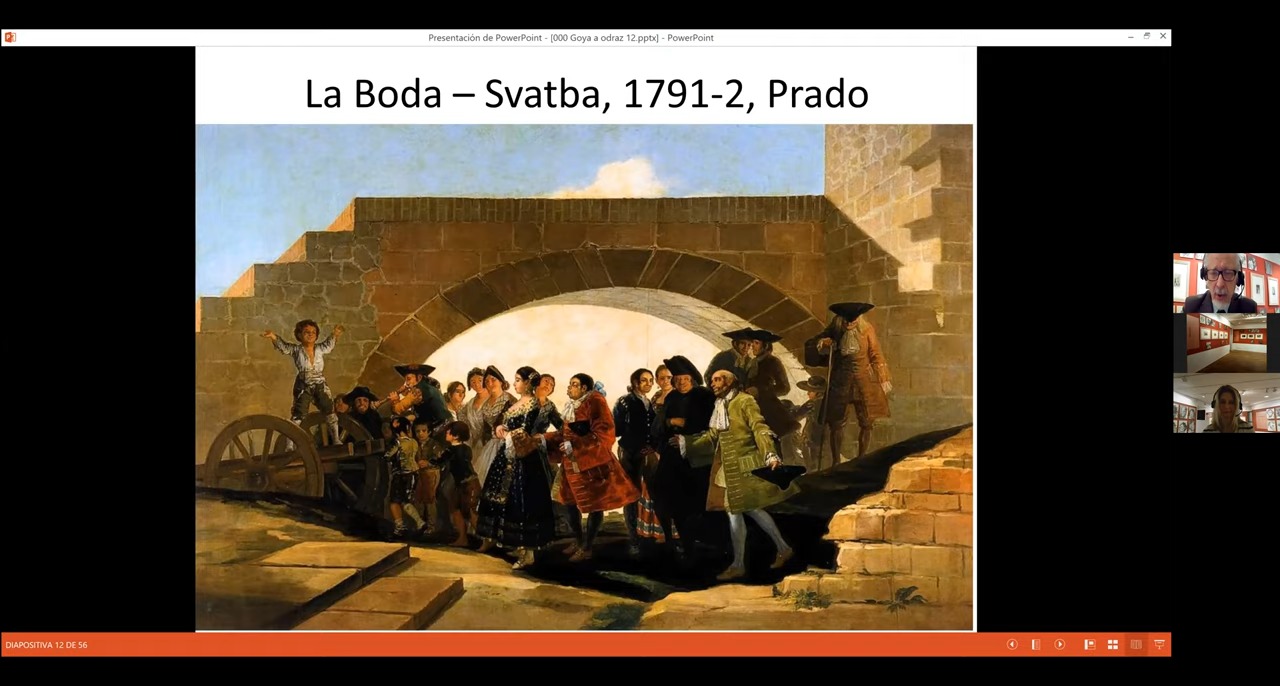 Presentación de PowerPoint - [000 Goya a odraz 12.pptx] - PowerPoint
La Boda – Svatba, 1791-2, Prado
DIAPOSITIVA 12 DE 56